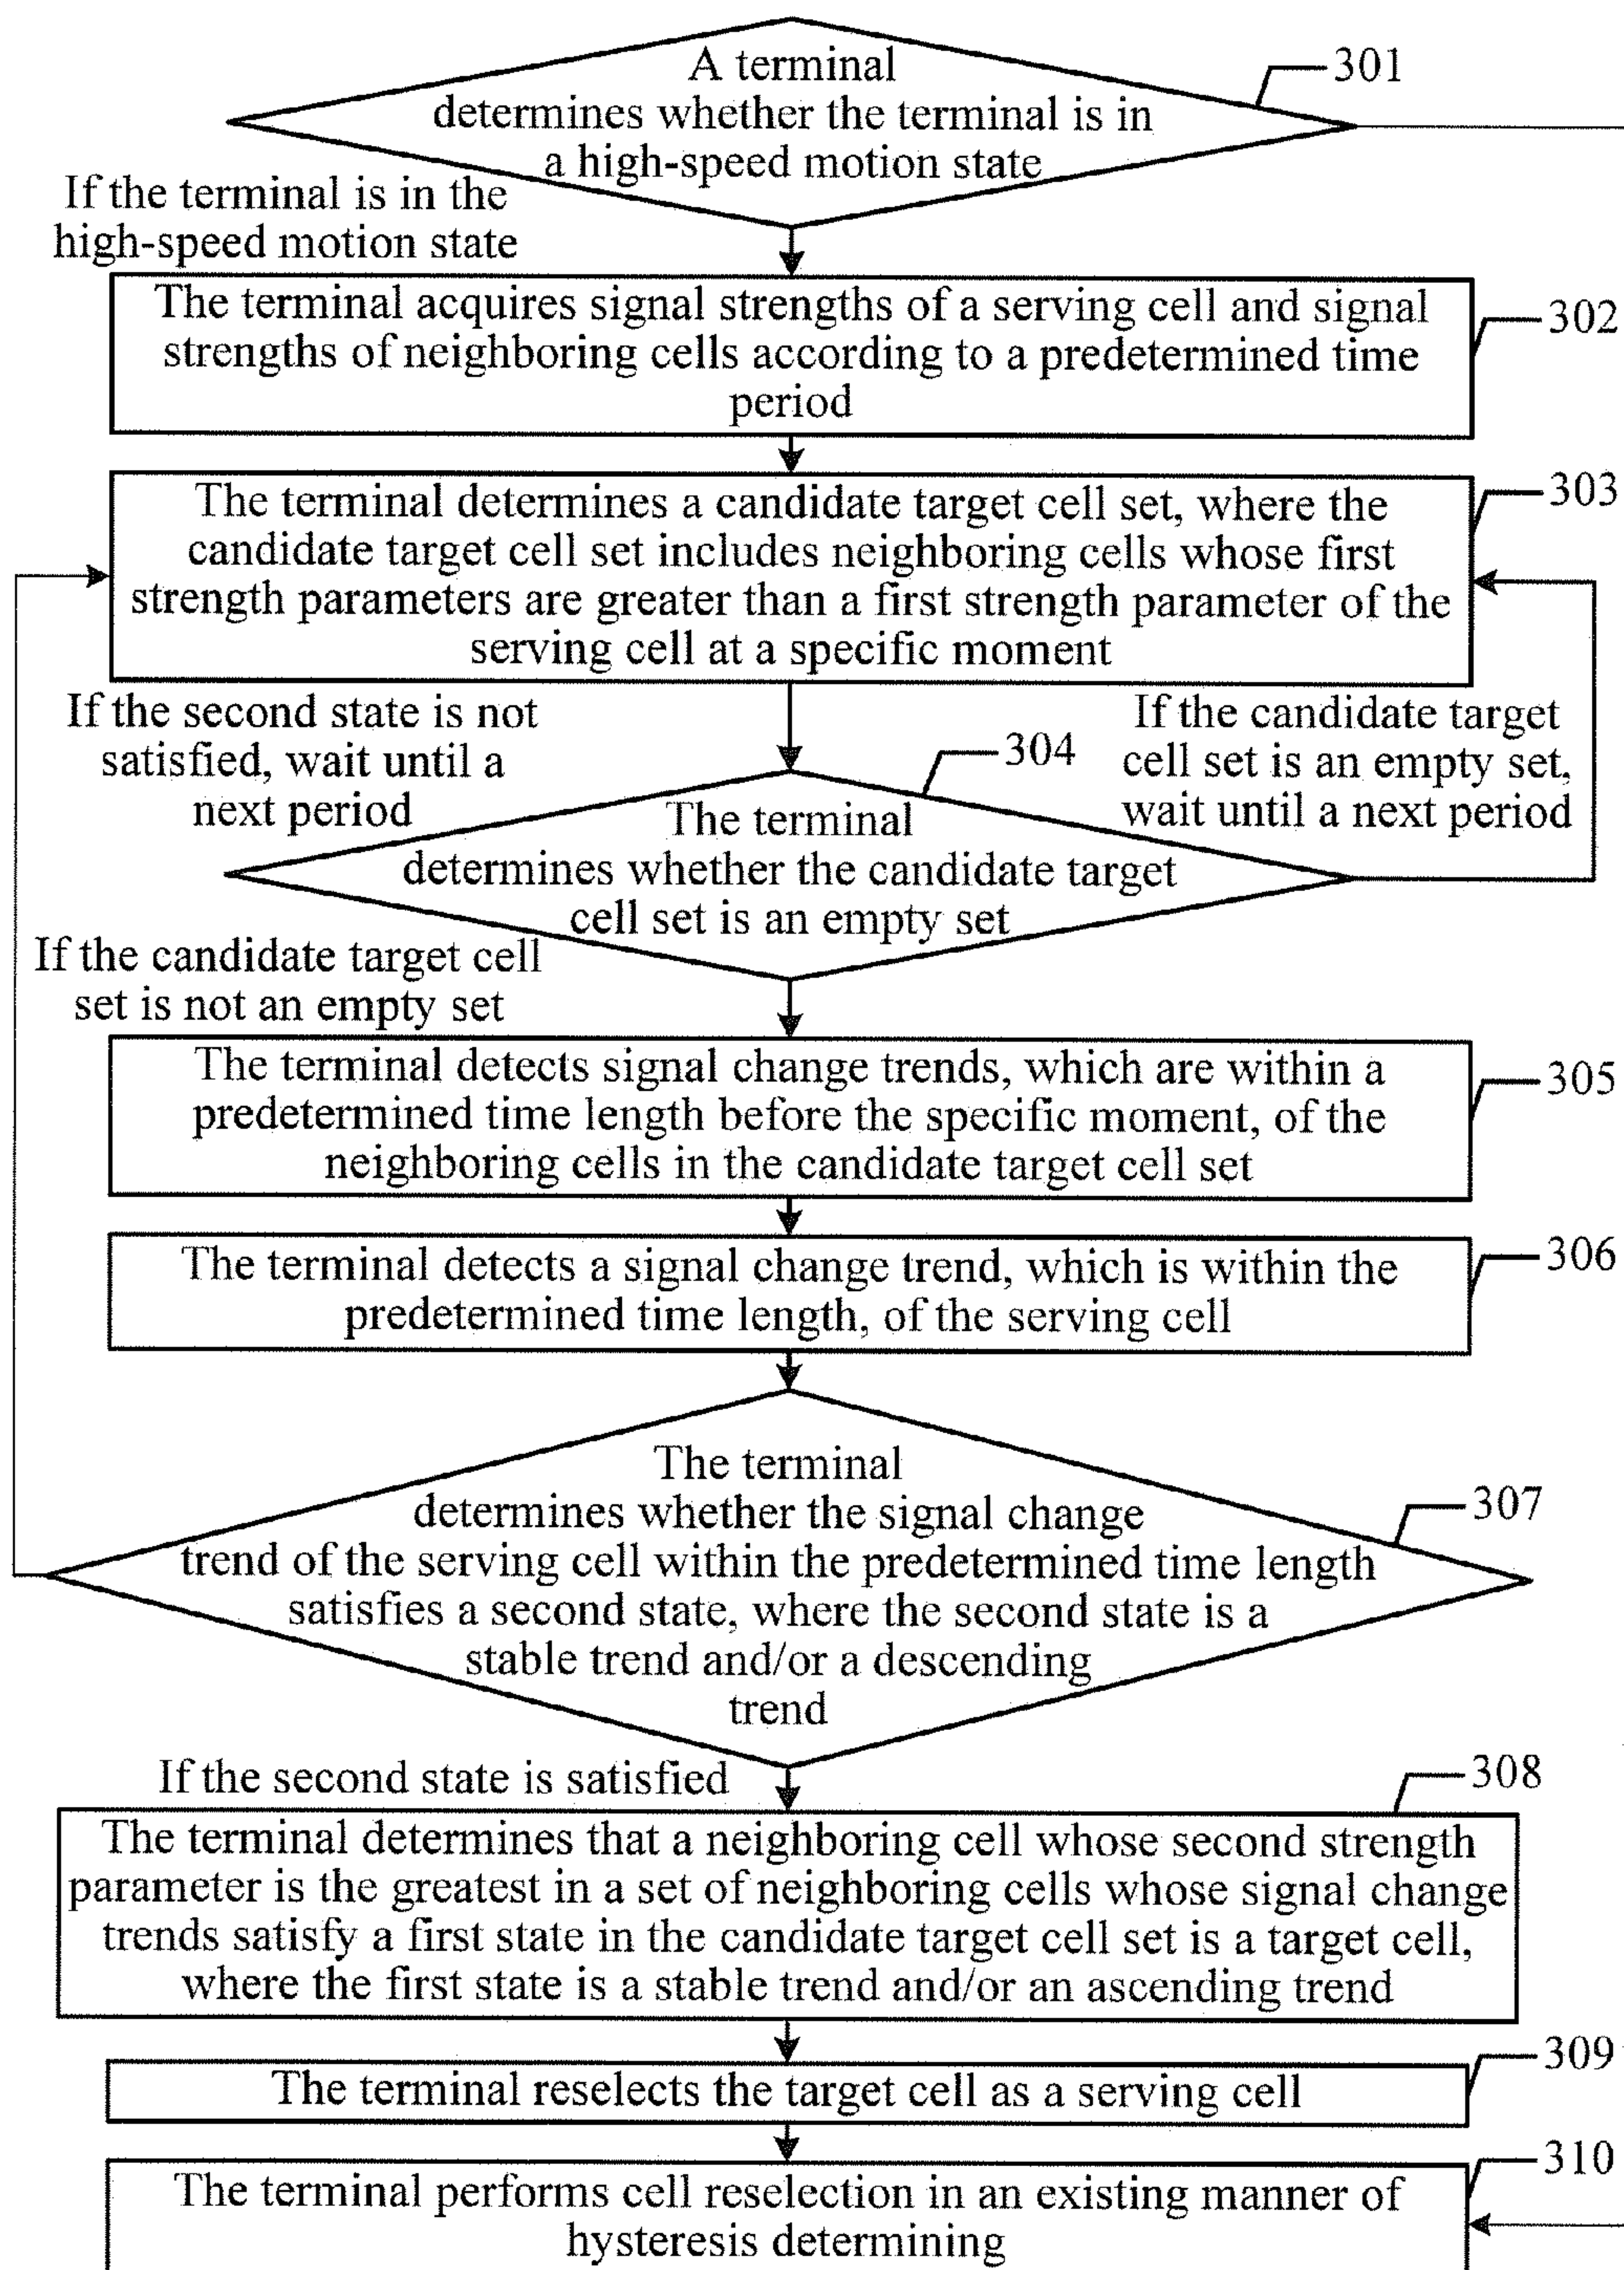 A terminal
determines whether the terminal is in
a high-speed motion state
301
If the terminal is in the
high-speed motion state
The terminal acquires signal strengths of a serving cell and signal
strengths of neighboring cells according to a predetermined time
period
302
The terminal determines a candidate target cell set, where the
candidate target cell set includes neighboring cells whose first
strength parameters are greater than a first strength parameter of the
serving cell at a specific moment
303
If the second state is not
satisfied, wait until a
next period
If the candidate target
cell set is an empty set,
wait until a next period
304
The terminal
determines whether the candidate target
cell set is an empty set
If the candidate target cell
set is not an empty set
The terminal detects signal change trends, which are within a
predetermined time length before the specific moment, of the
neighboring cells in the candidate target cell set
305
The terminal detects a signal change trend, which is within the
predetermined time length, of the serving cell
306
The terminal
determines whether the signal change
trend of the serving cell within the predetermined time length
satisfies a second state, where the second state is a
stable trend and/or a descending
trend
307
If the second state is satisfied
308
The terminal determines that a neighboring cell whose second strength
parameter is the greatest in a set of neighboring cells whose signal change
trends satisfy a first state in the candidate target cell set is a target cell,
where the first state is a stable trend and/or an ascending trend
The terminal reselects the target cell as a serving cell
309
The terminal performs cell reselection in an existing manner of
hysteresis determining
310